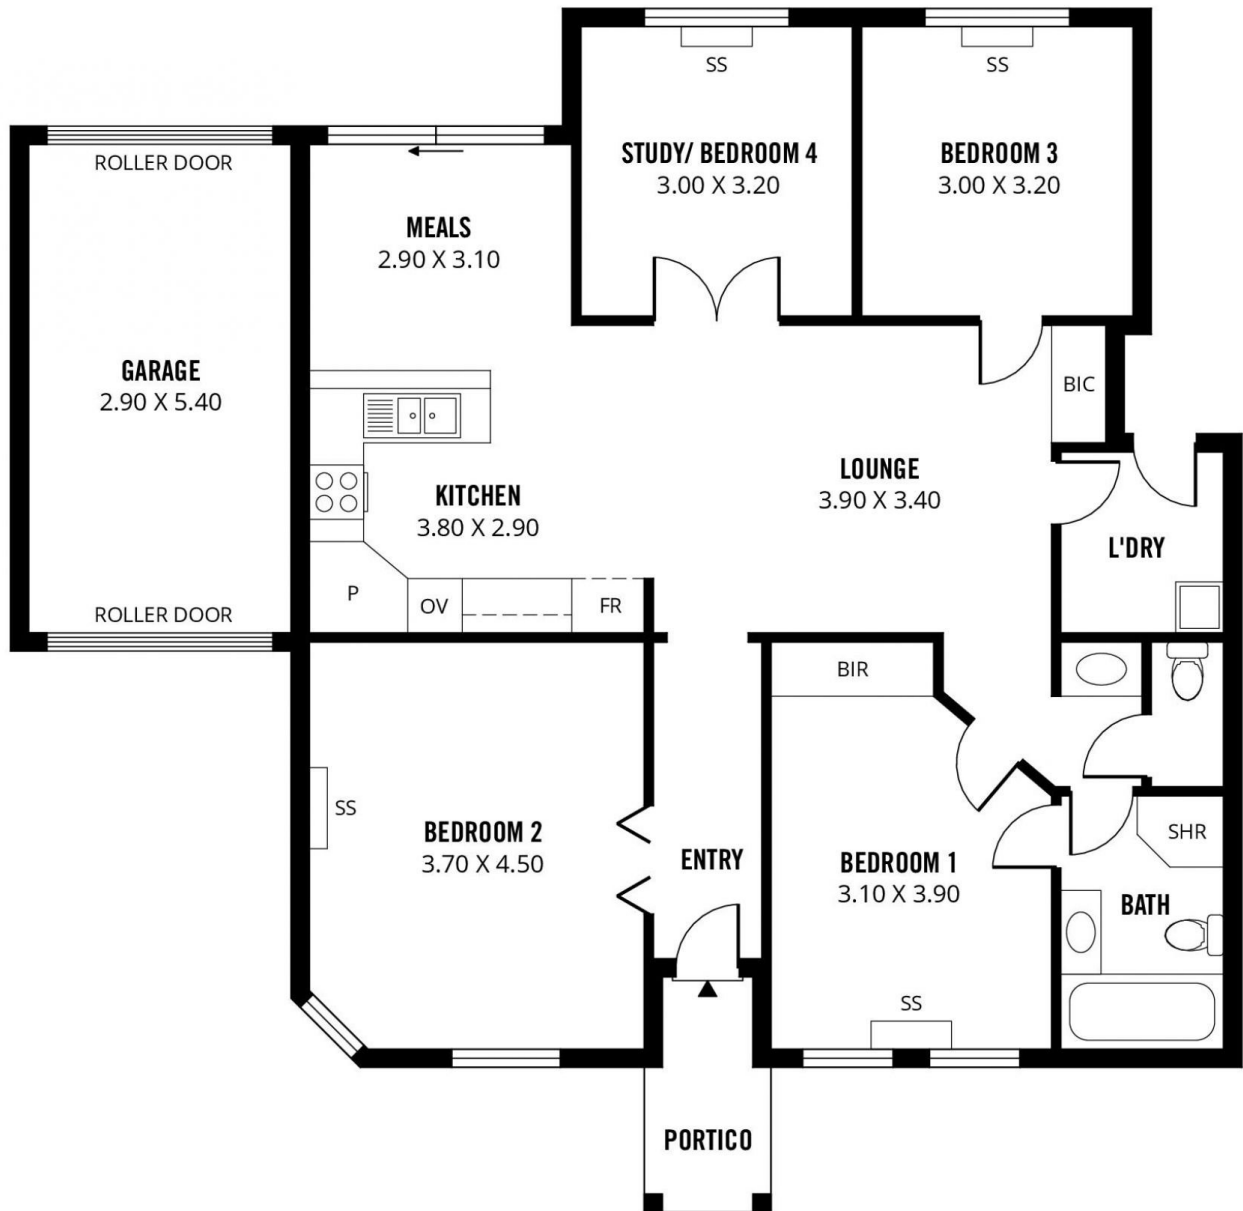 SS
SS
ROLLER DOOR
STUDY/ BEDROOM 4
3.00 X 3.20
BEDROOM 3
3.00 X 3.20
MEALS
2.90 X 3.10
GARAGE
2.90 X 5.40
BIC
LOUNGE
3.90 X 3.40
KITCHEN
3.80 X 2.90
L'DRY
P
OV
FR
ROLLER DOOR
BIR
SS
BEDROOM 2
3.70 X 4.50
ENTRY
BEDROOM 1
3.10 X 3.90
SHR
BATH
SS
PORTICO